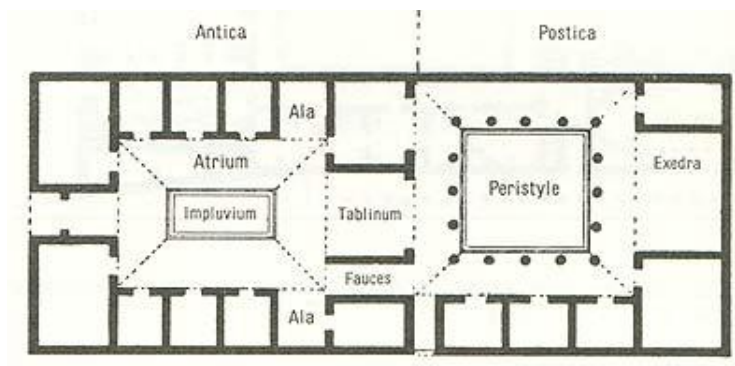 Antica
Postica
Ala
Atrium
Exedra
Peristyle
Impluvium
Tablinum
Fauces
Ala